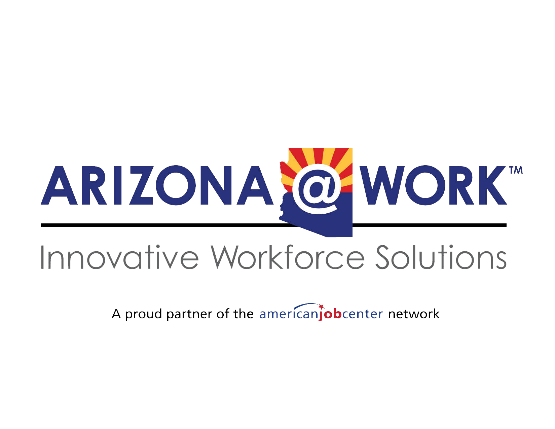 ARIZONA @ WORK™
Innovative Workforce Solutions
A proud partner of the americanjobcenter network